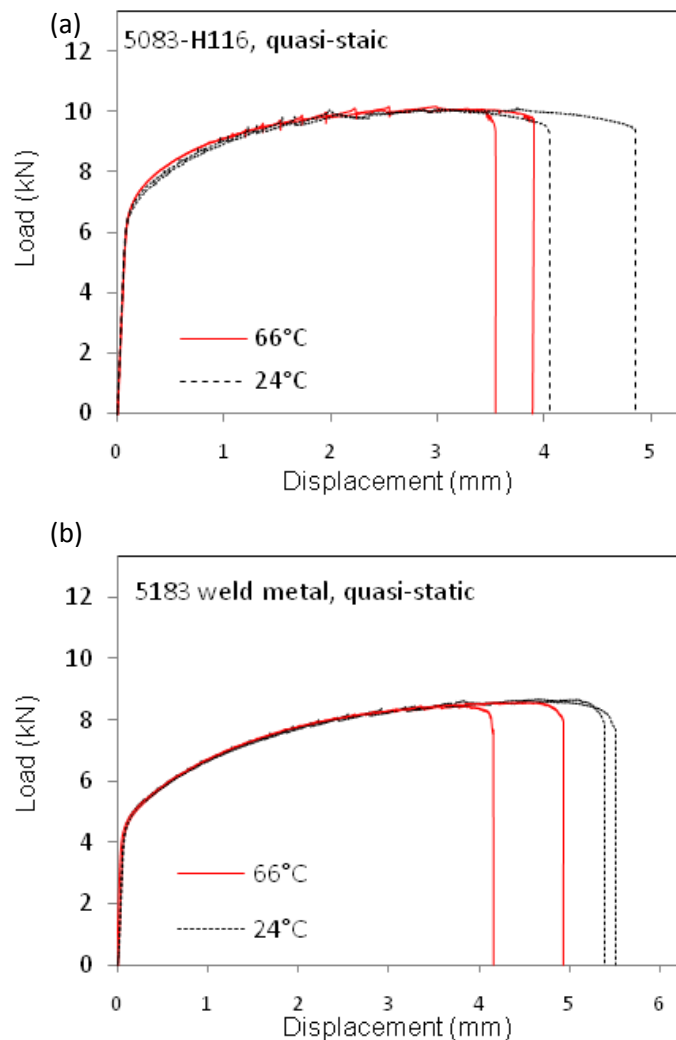 (a)
5083-H116, quasi-staic
12
10
8
6
4
2
0
Load (kN)
66°C
24°C
0 1 2 3 4 5
Displacement (mm)
(b)
5183 weld metal, quasi-static
12
10
8
6
4
2
0
Load (kN)
66°C
24°C
0 1 2 3 4 5 6
Displacement (mm)